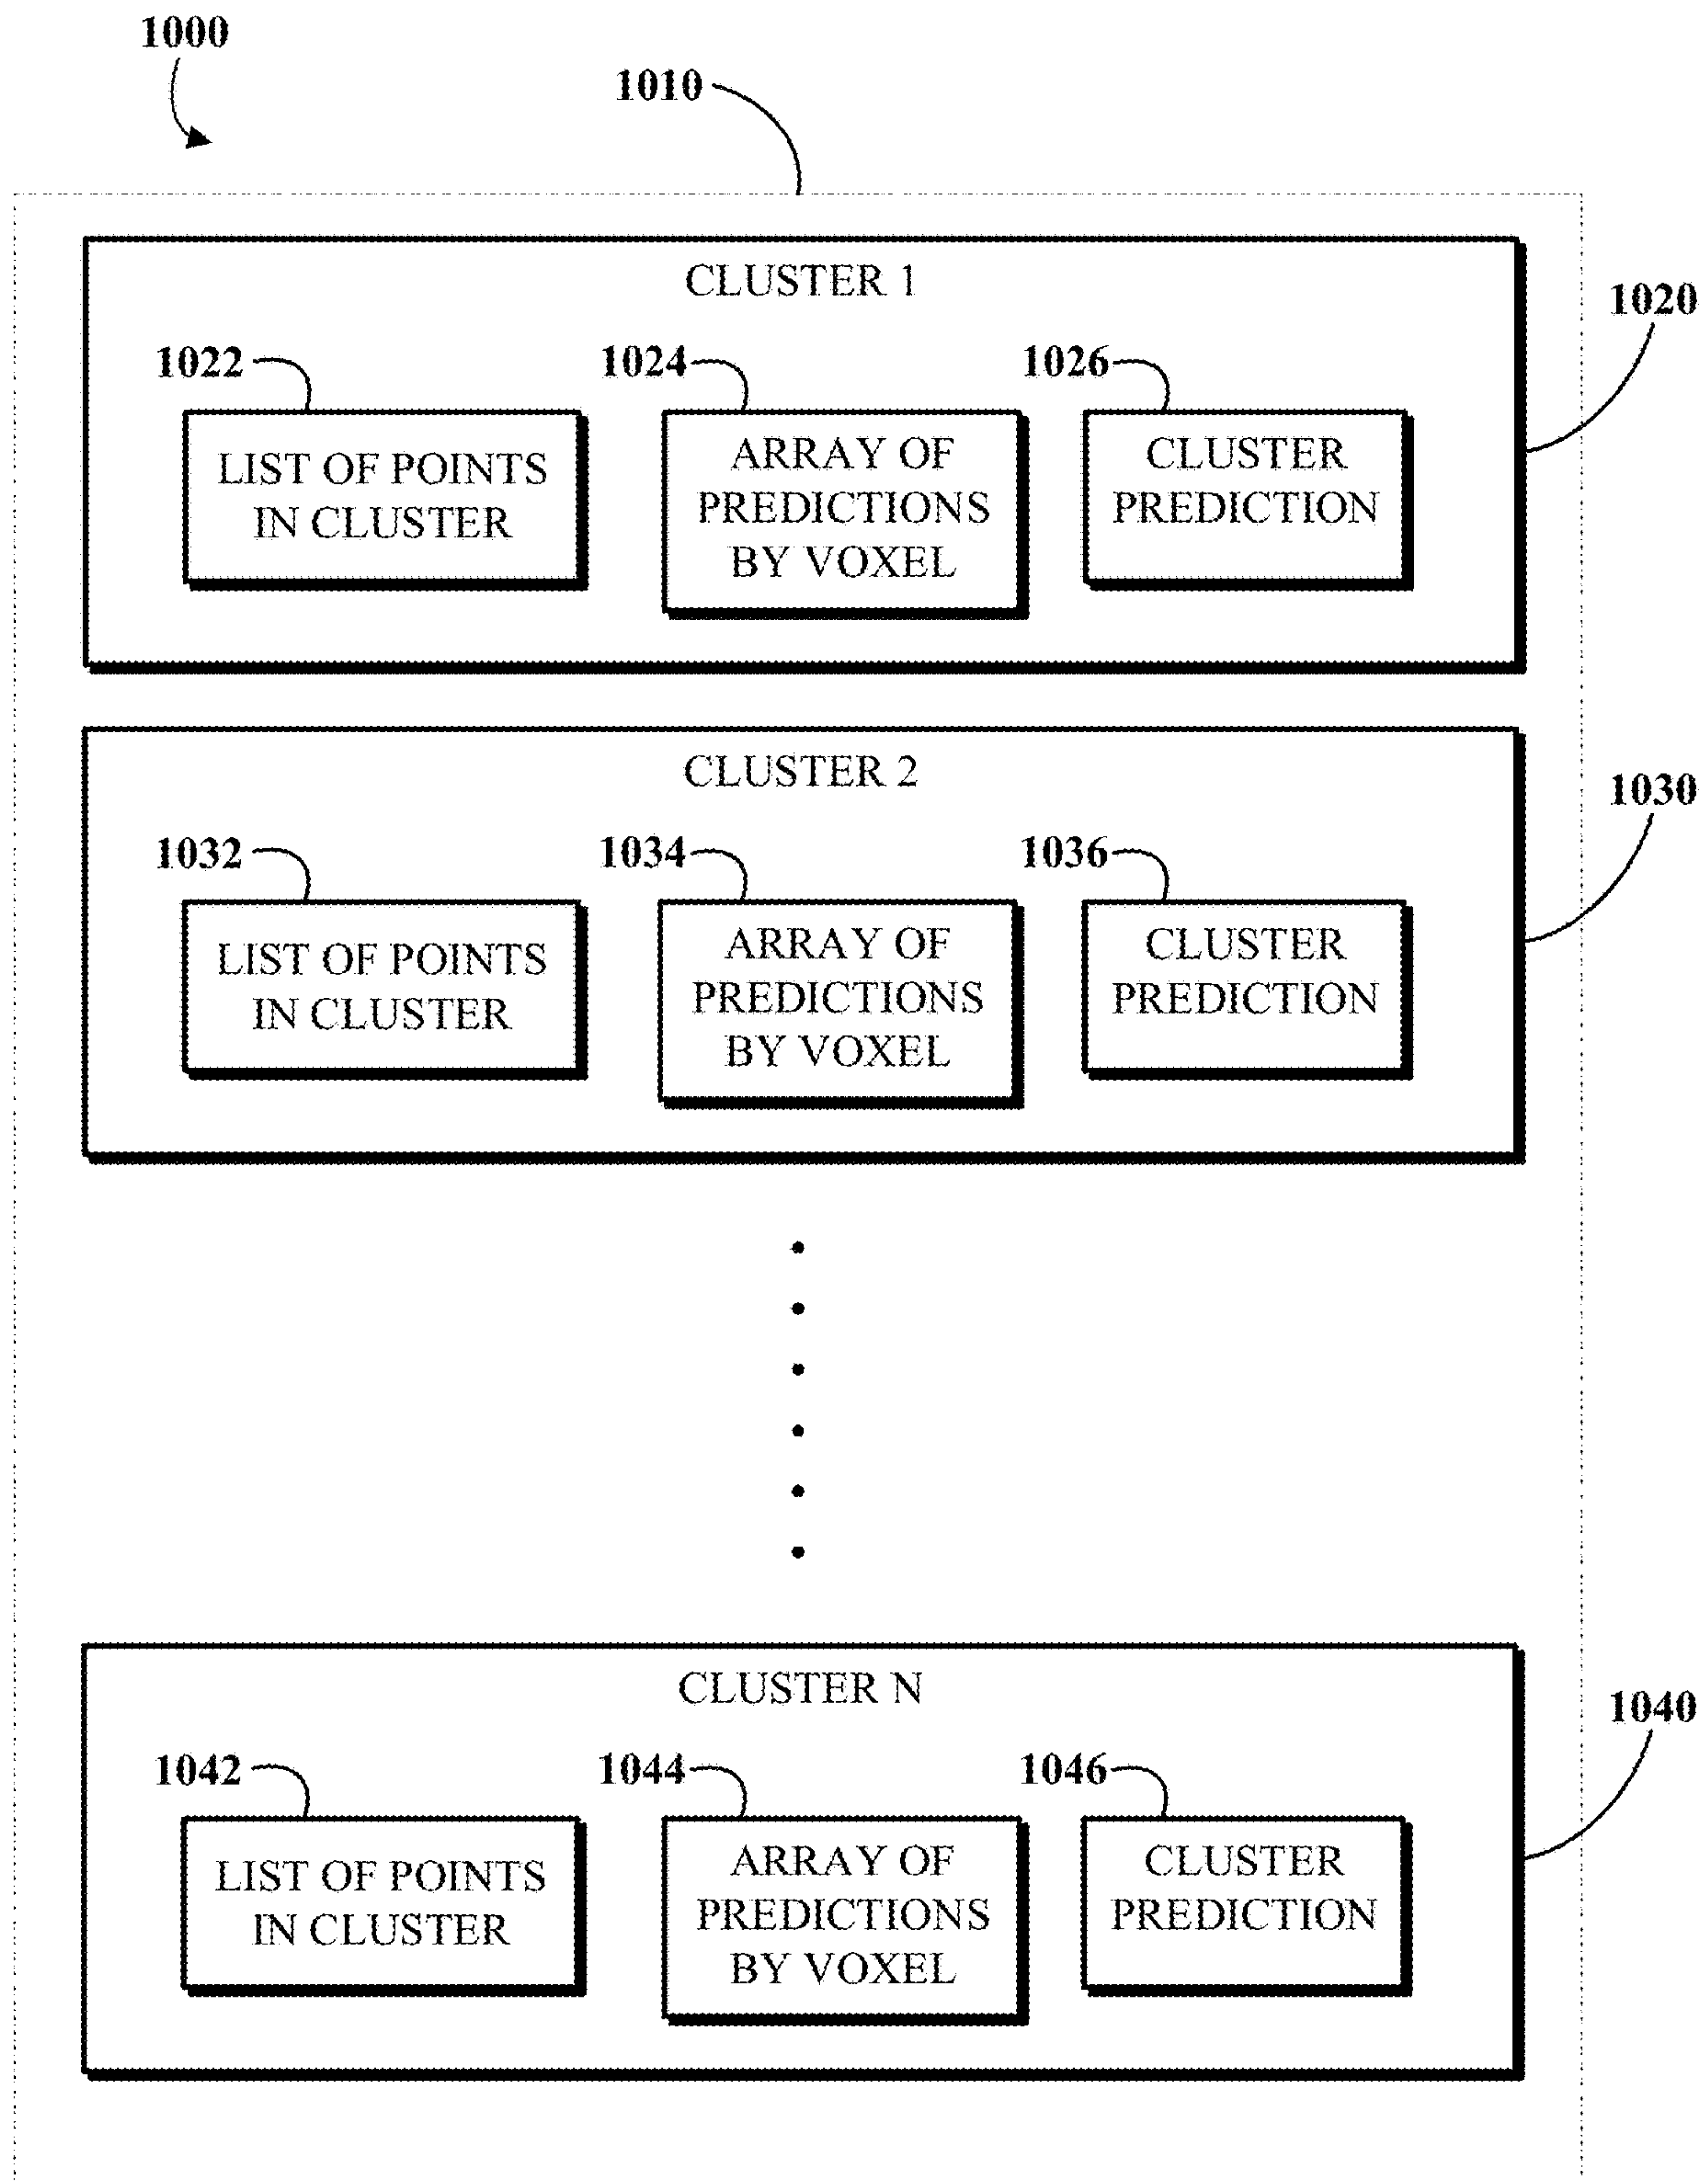 1000
1010
CLUSTER 1
1020
1022
1024
1026
LIST OF POINTS
IN CLUSTER
ARRAY OF
PREDICTIONS
BY VOXEL
CLUSTER
PREDICTION
CLUSTER 2
1030
1032
1034
1036
LIST OF POINTS
IN CLUSTER
ARRAY OF
PREDICTIONS
BY VOXEL
CLUSTER
PREDICTION
CLUSTER N
1040
1042
1044
1046
LIST OF POINTS
IN CLUSTER
ARRAY OF
PREDICTIONS
BY VOXEL
CLUSTER
PREDICTION